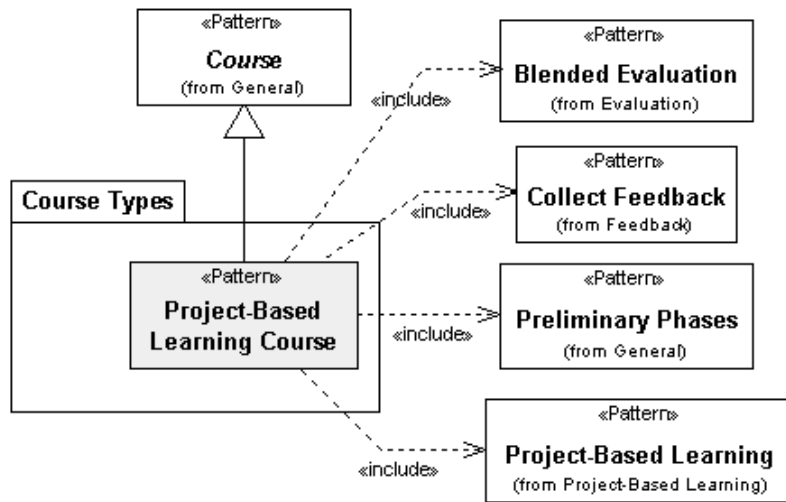 «Pattern»
Course
(from General)
«Pattern»
Blended Evaluation
(from Evaluation)
«include»
«Pattern»
Collect Feedback
(from Feedback)
«include»
Course Types
«Pattern»
Project-Based
Learning Course
«Pattern»
Preliminary Phases
(from General)
«include»
«Pattern»
Project-Based Learning
(from Project-Based Learning)
«include»